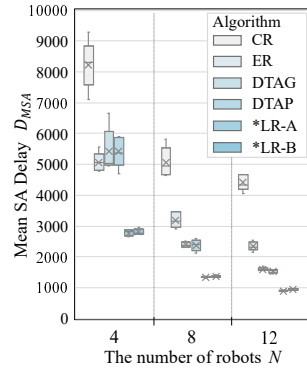 Mean SA Delay D_MSA
10000
9000
8000
7000
6000
5000
4000
3000
2000
1000
0
Algorithm
CR
ER
DTAG
DTAP
*LR-A
*LR-B
4 8 12
The number of robots N